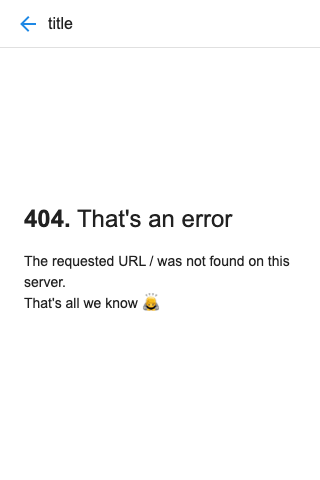 title
404. That's an error
The requested URL / was not found on this
server.
That's all we know